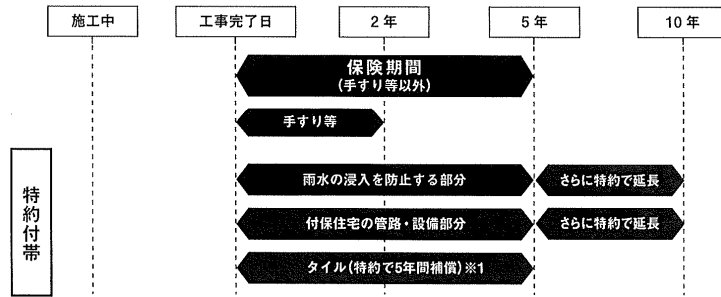 施工中
工事完了日
2年
5年
10年
保険期間
(手すり等以外)
手すり等
特約付帯
雨水の浸入を防止する部分
さらに特約で延長
付保住宅の管路・設備部分
さらに特約で延長
タイル(特約で5年間補償)※1